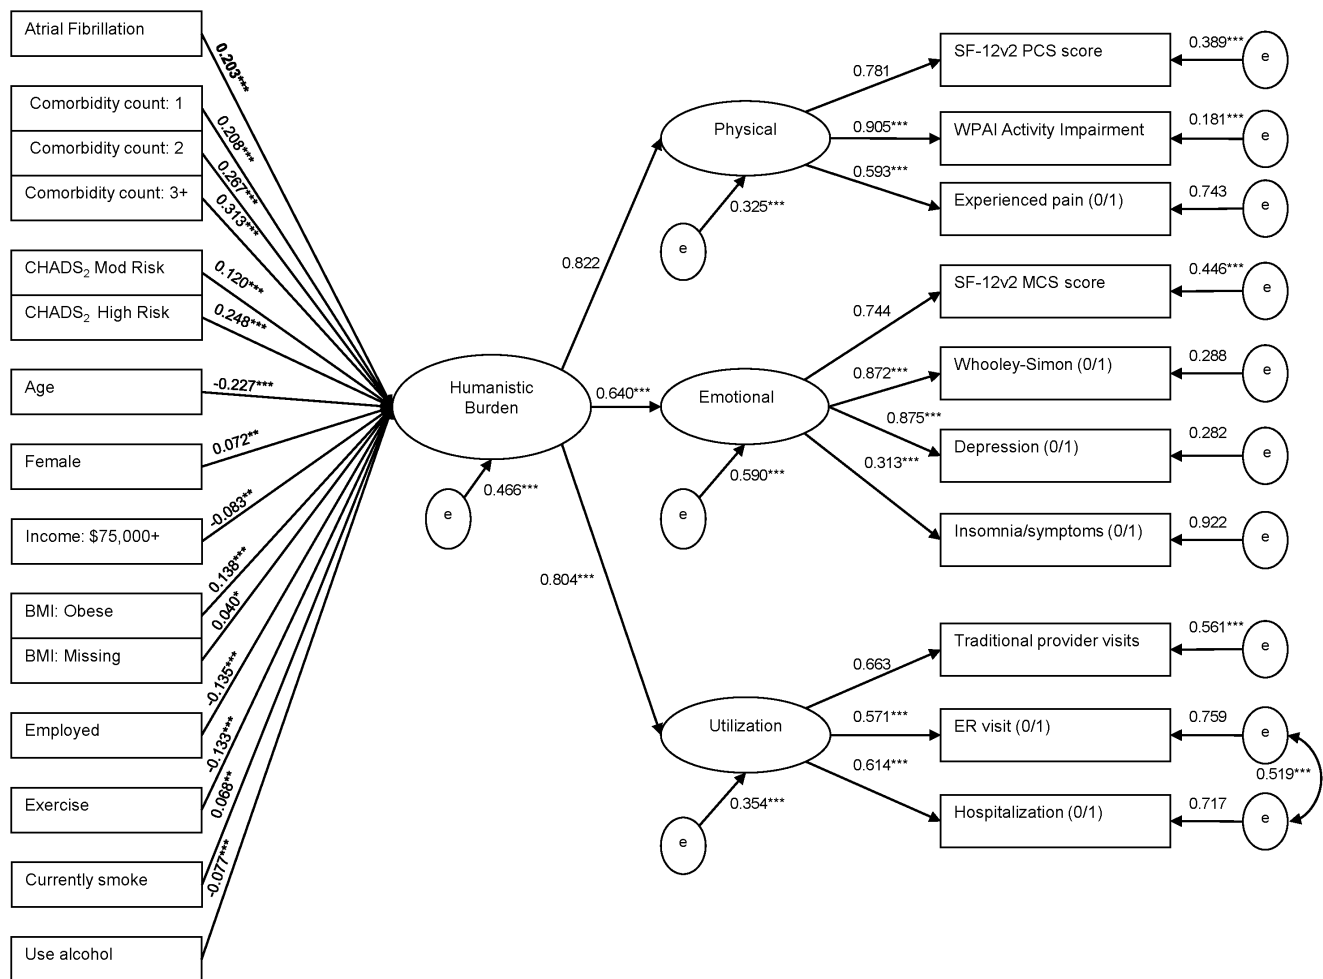 Atrial Fibrillation
Comorbidity count: 1
Comorbidity count: 2
Comorbidity count: 3+
CHADS2 Mod Risk
CHADS2 High Risk
Age
Female
Income: $75,000+
BMI: Obese
BMI: Missing
Employed
Exercise
Currently smoke
Use alcohol
0.203***
0.208***
0.267***
0.313***
0.120***
0.248***
-0.227***
0.072**
-0.083**
0.138***
0.040*
-0.135***
-0.133***
0.068**
-0.077***
Humanistic
Burden
e
0.466***
0.822
0.640***
0.804***
Physical
e
0.325***
0.781
0.905***
0.593***
SF-12v2 PCS score
0.389***
e
WPAI Activity Impairment
0.181***
e
Experienced pain (0/1)
0.743
e
Emotional
e
0.590***
0.744
0.872***
0.875***
0.313***
SF-12v2 MCS score
0.446***
e
Whooley-Simon (0/1)
0.288
e
Depression (0/1)
0.282
e
Insomnia/symptoms (0/1)
0.922
e
Utilization
e
0.354***
0.663
0.571***
0.614***
Traditional provider visits
0.561***
e
ER visit (0/1)
0.759
e
Hospitalization (0/1)
0.717
e
0.519***